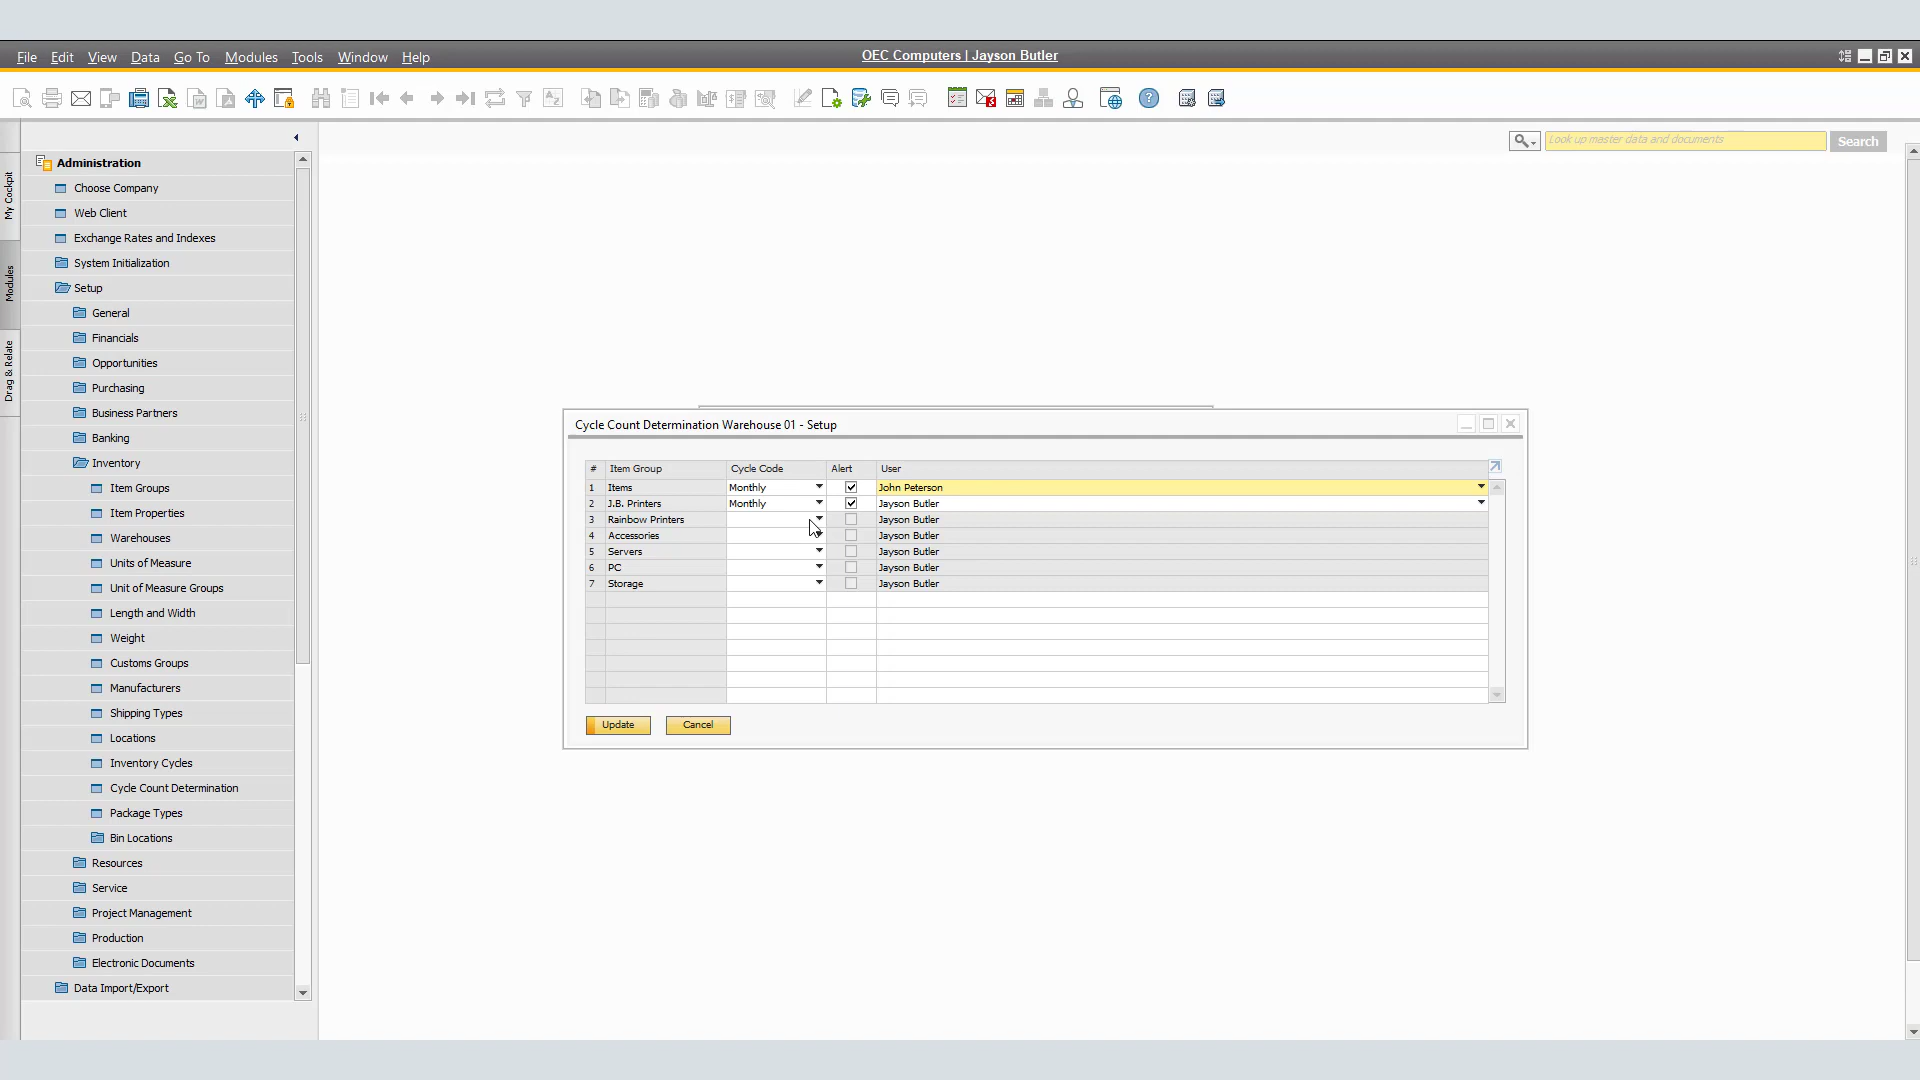 File Edit View Data Go To Modules Tools Window Help
OEC Computers | Jayson Butler
Look up master data and documents
Search
My Cockpit
Modules
Drag & Relate
Administration
Choose Company
Web Client
Exchange Rates and Indexes
System Initialization
Setup
General
Financials
Opportunities
Purchasing
Business Partners
Banking
Inventory
Item Groups
Item Properties
Warehouses
Units of Measure
Unit of Measure Groups
Length and Width
Weight
Customs Groups
Manufacturers
Shipping Types
Locations
Inventory Cycles
Cycle Count Determination
Package Types
Bin Locations
Resources
Service
Project Management
Production
Electronic Documents
Data Import/Export
Cycle Count Determination Warehouse 01 - Setup
# Item Group Cycle Code Alert User
1 Items Monthly John Peterson
2 J.B. Printers Monthly Jayson Butler
3 Rainbow Printers Jayson Butler
4 Accessories Jayson Butler
5 Servers Jayson Butler
6 PC Jayson Butler
7 Storage Jayson Butler
Update Cancel